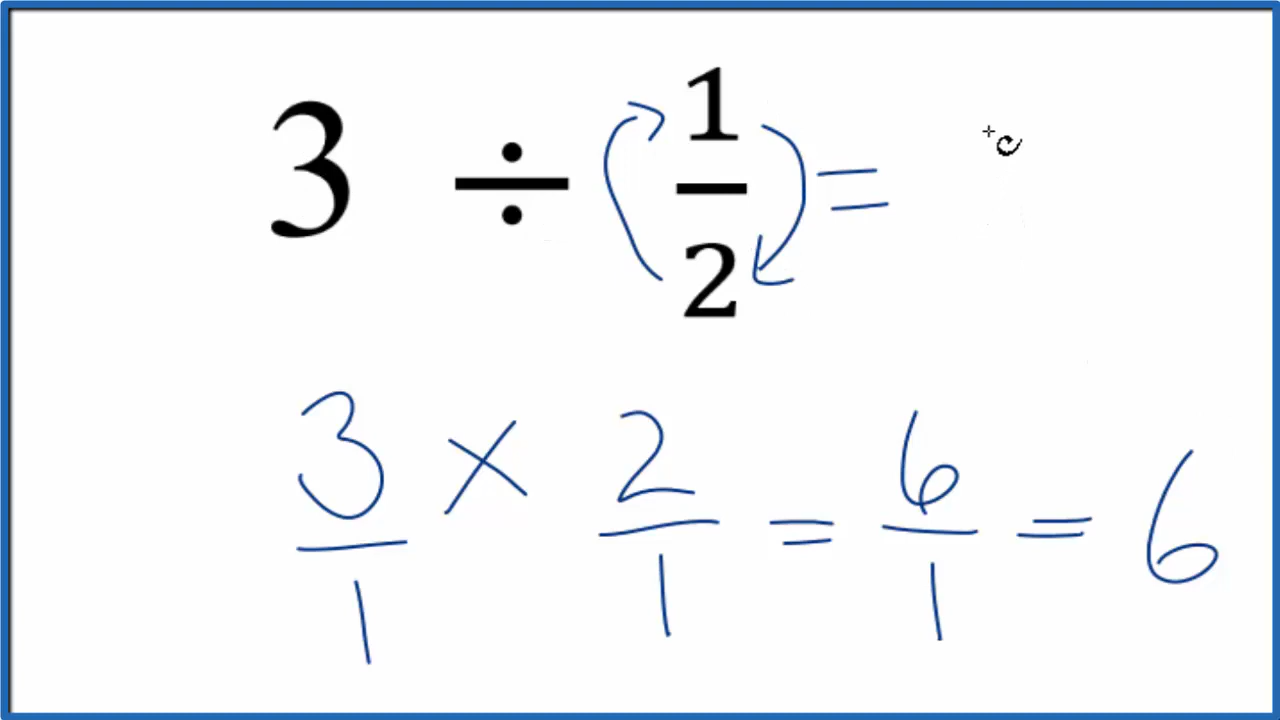 3 ÷ 1/2 =
3/1 × 2/1 = 6/1 = 6